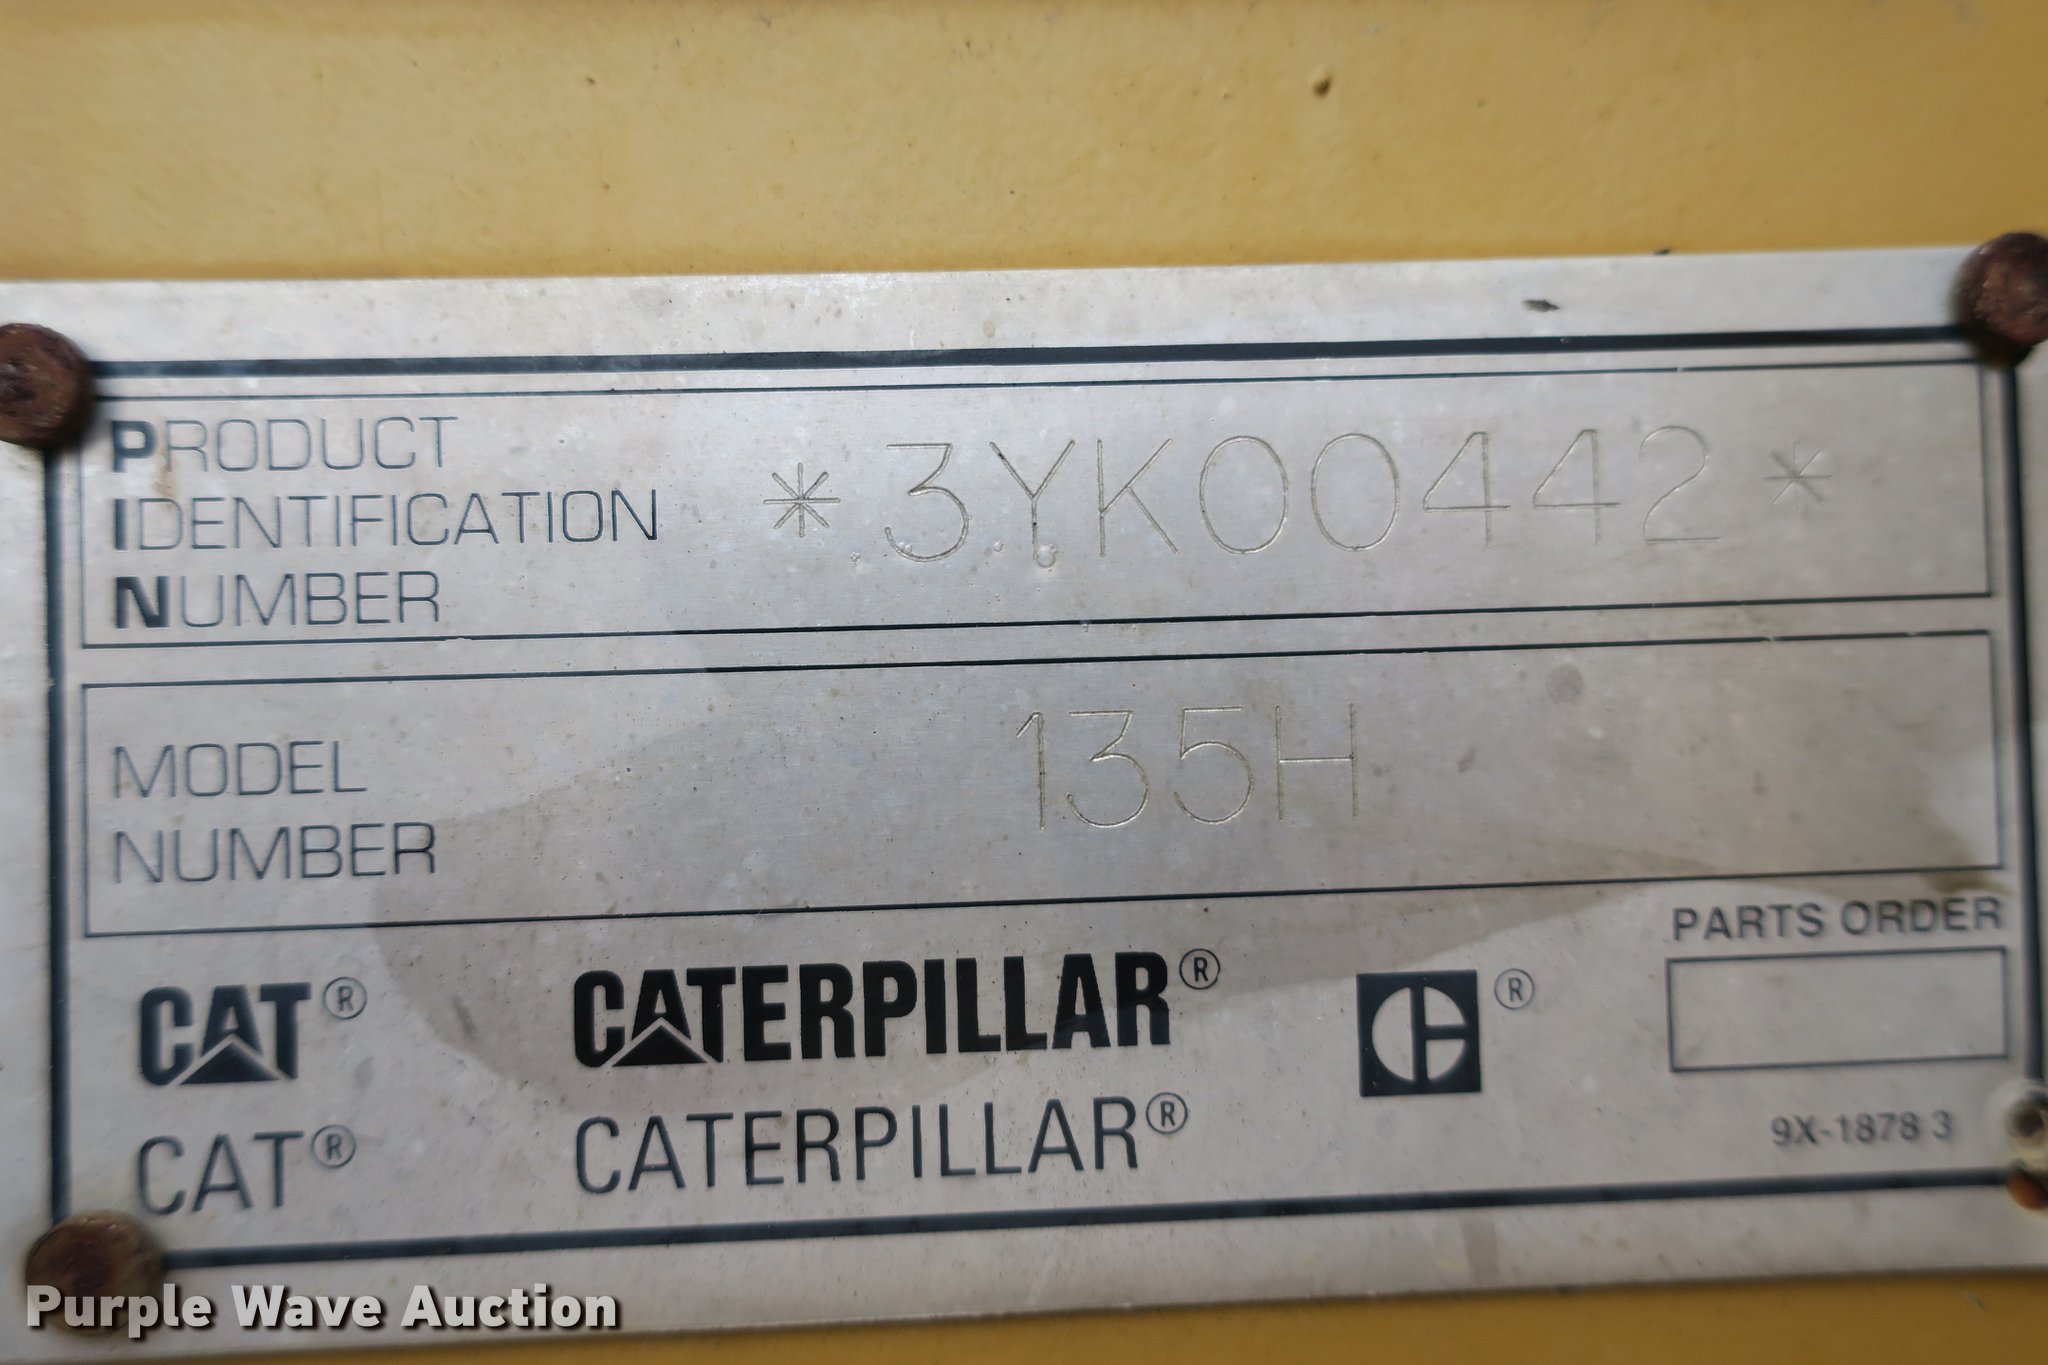 PRODUCT
IDENTIFICATION
NUMBER
*3YK00442*
MODEL
NUMBER
135H
PARTS ORDER
CAT® CATERPILLAR® ®
CAT® CATERPILLAR®
9X-1878 3
Purple Wave Auction